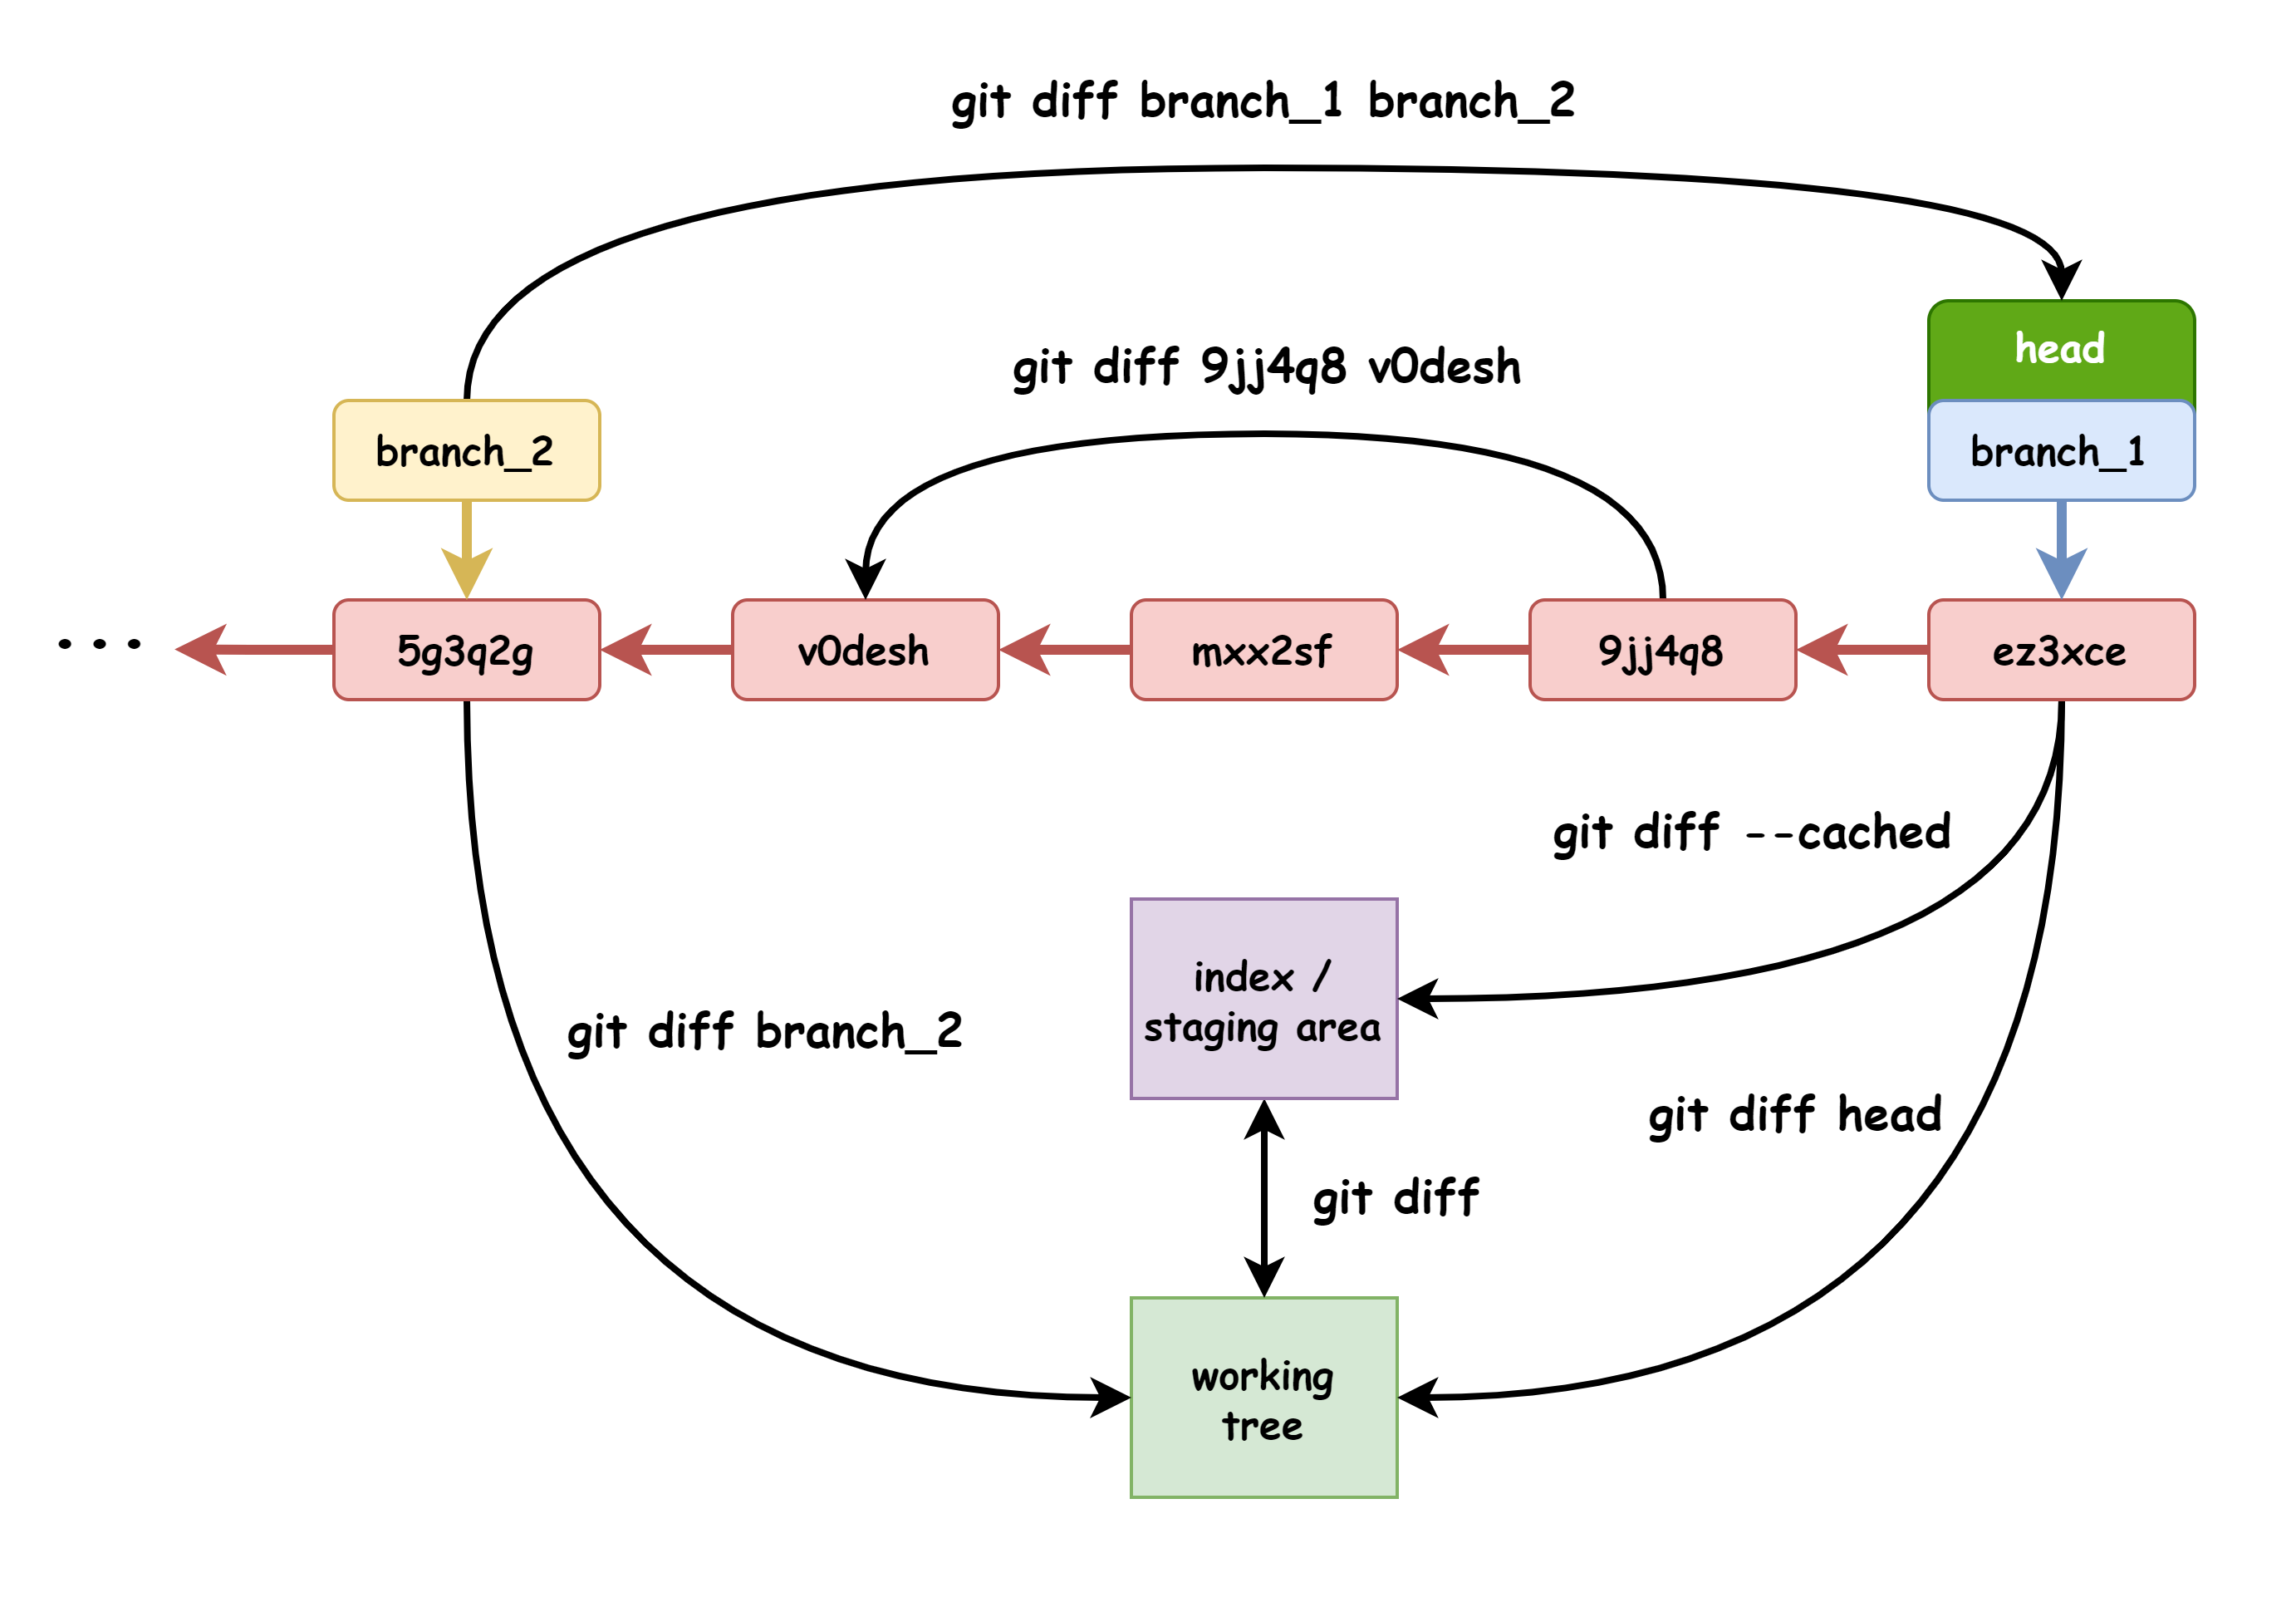 git diff branch_1 branch_2
head
git diff 9jj4q8 v0desh
branch_2
branch_1
...
5g3q2g
v0desh
mxx2sf
9jj4q8
ez3xce
git diff --cached
index /
staging area
git diff branch_2
git diff head
git diff
working
tree